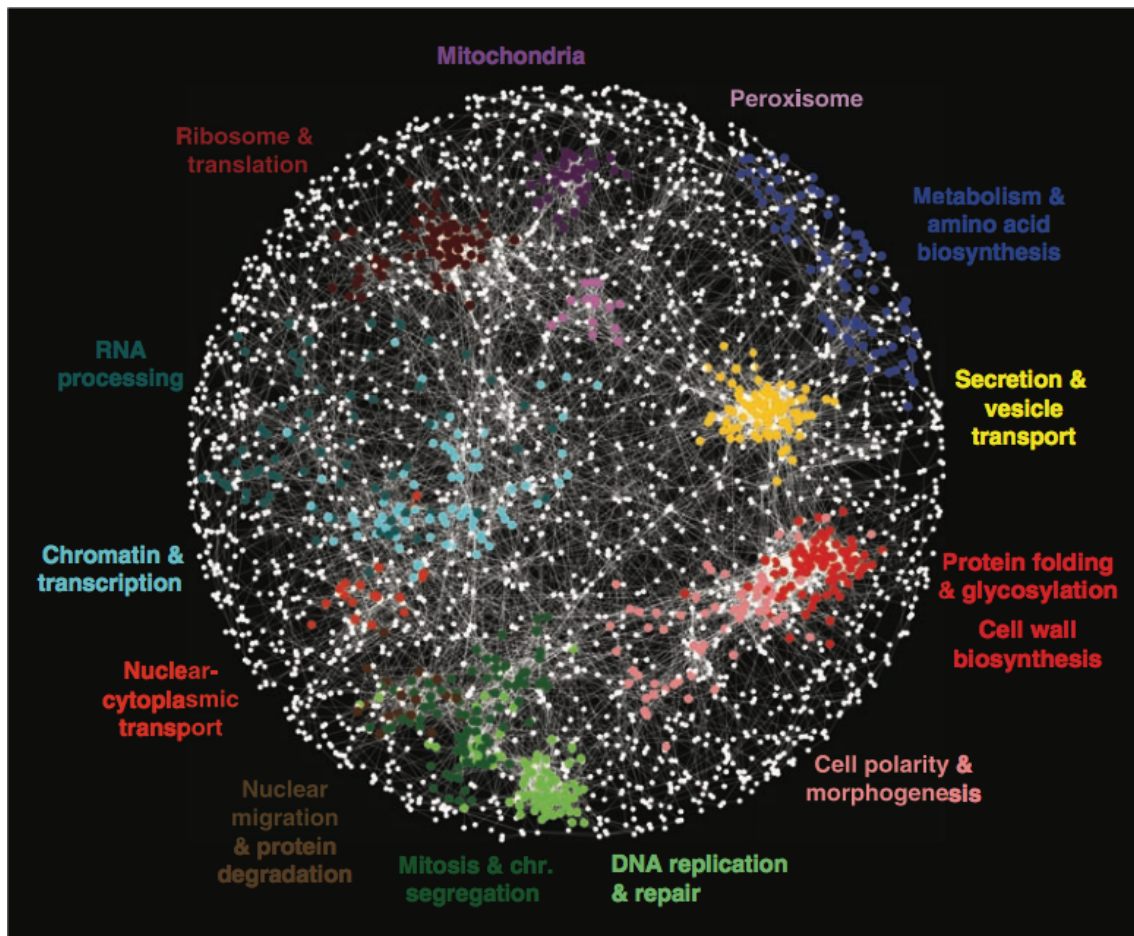 Mitochondria
Peroxisome
Ribosome &
translation
Metabolism &
amino acid
biosynthesis
RNA
processing
Secretion &
vesicle
transport
Chromatin &
transcription
Protein folding
& glycosylation
Cell wall
biosynthesis
Nuclear-
cytoplasmic
transport
Cell polarity &
morphogenesis
Nuclear
migration
& protein
degradation
Mitosis & chr.
segregation
DNA replication
& repair